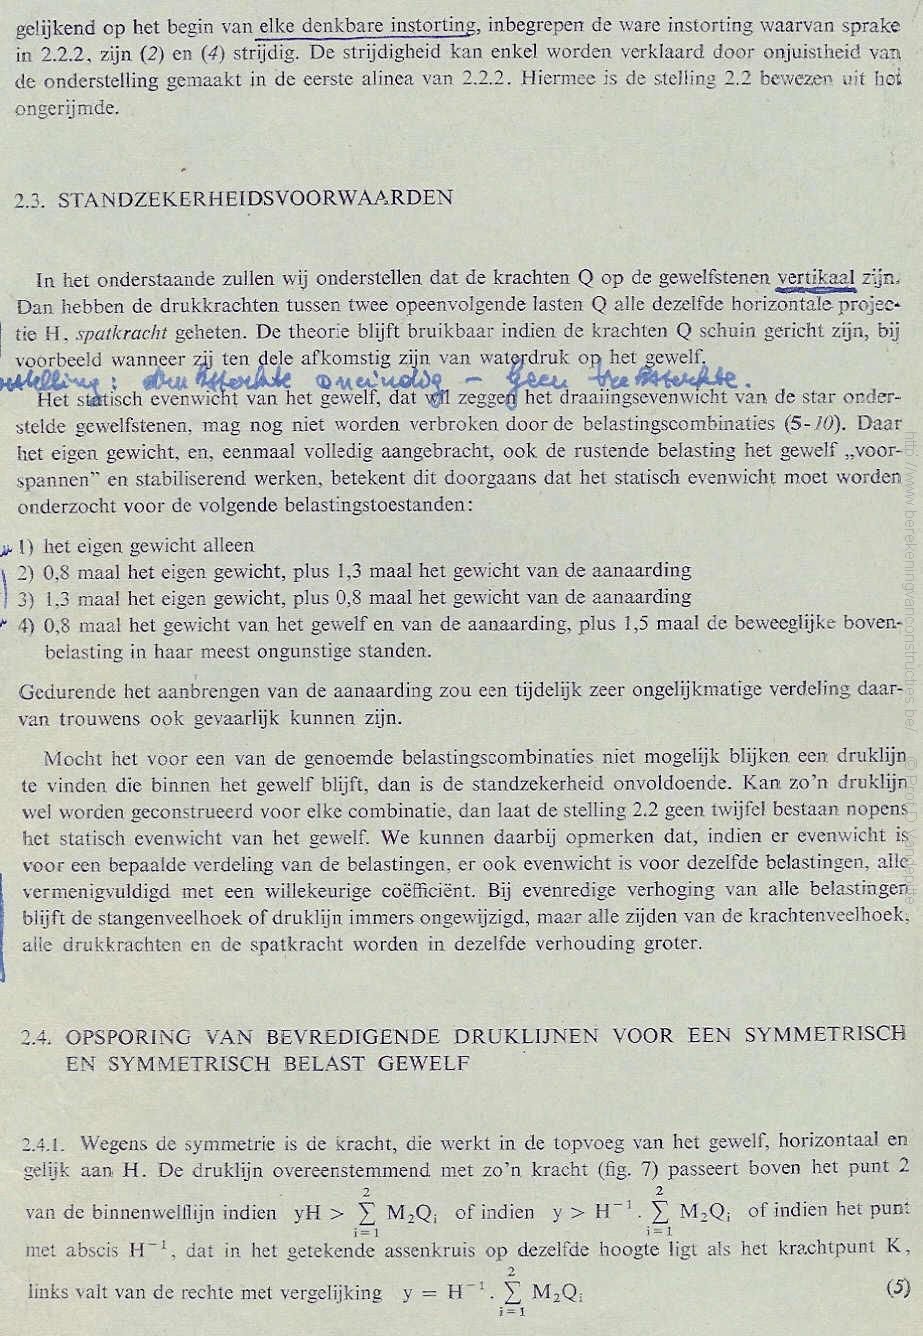 gelijkend op het begin van elke denkbare instorting, inbegrepen de ware instorting waarvan sprake
in 2.2.2, zijn (2) en (4) strijdig. De strijdigheid kan enkel worden verklaard door onjuistheid van
de onderstelling gemaakt in de eerste alinea van 2.2.2. Hiermee is de stelling 2.2 bewezen uit het
ongerijmde.
2.3. STANDZEKERHEIDSVOORWAARDEN
In het onderstaande zullen wij onderstellen dat de krachten Q op de gewelfstenen vertikaal zijn.
Dan hebben de drukkrachten tussen twee opeenvolgende lasten Q alle dezelfde horizontale projec-
tie H, spatkracht geheten. De theorie blijft bruikbaar indien de krachten Q schuin gericht zijn, bij
voorbeeld wanneer zij ten dele afkomstig zijn van waterdruk op het gewelf.
stelling: druksterkte oneindig – geen treksterkte.
Het statisch evenwicht van het gewelf, dat wil zeggen het draaiingsevenwicht van de star onder-
stelde gewelfstenen, mag nog niet worden verbroken door de belastingscombinaties (5-10). Daar
het eigen gewicht, en, eenmaal volledig aangebracht, ook de rustende belasting het gewelf „voor-
spannen” en stabiliserend werken, betekent dit doorgaans dat het statisch evenwicht moet worden
onderzocht voor de volgende belastingstoestanden:
1) het eigen gewicht alleen
2) 0,8 maal het eigen gewicht, plus 1,3 maal het gewicht van de aanaarding
3) 1,3 maal het eigen gewicht, plus 0,8 maal het gewicht van de aanaarding
4) 0,8 maal het gewicht van het gewelf en van de aanaarding, plus 1,5 maal de beweeglijke boven-
belasting in haar meest ongunstige standen.
Gedurende het aanbrengen van de aanaarding zou een tijdelijk zeer ongelijkmatige verdeling daar-
van trouwens ook gevaarlijk kunnen zijn.
Mocht het voor een van de genoemde belastingscombinaties niet mogelijk blijken een druklijn
te vinden die binnen het gewelf blijft, dan is de standzekerheid onvoldoende. Kan zo'n druklijn
wel worden geconstrueerd voor elke combinatie, dan laat de stelling 2.2 geen twijfel bestaan nopens
het statisch evenwicht van het gewelf. We kunnen daarbij opmerken dat, indien er evenwicht is
voor een bepaalde verdeling van de belastingen, er ook evenwicht is voor dezelfde belastingen, alle
vermenigvuldigd met een willekeurige coëfficiënt. Bij evenredige verhoging van alle belastingen
blijft de stangenveelhoek of druklijn immers ongewijzigd, maar alle zijden van de krachtenveelhoek,
alle drukkrachten en de spatkracht worden in dezelfde verhouding groter.
2.4. OPSPORING VAN BEVREDIGENDE DRUKLIJNEN VOOR EEN SYMMETRISCH
EN SYMMETRISCH BELAST GEWELF
2.4.1. Wegens de symmetrie is de kracht, die werkt in de topvoeg van het gewelf, horizontaal en
gelijk aan H. De druklijn overeenstemmend met zo'n kracht (fig. 7) passeert boven het punt 2
van de binnenwelflijn indien yH > ∑_{i=1}^{2} M₂Qᵢ of indien y > H⁻¹. ∑_{i=1}^{2} M₂Qᵢ of indien het punt
met abscis H⁻¹, dat in het getekende assenkruis op dezelfde hoogte ligt als het krachtpunt K,
links valt van de rechte met vergelijking y = H⁻¹. ∑_{i=1}^{2} M₂Qᵢ (5)